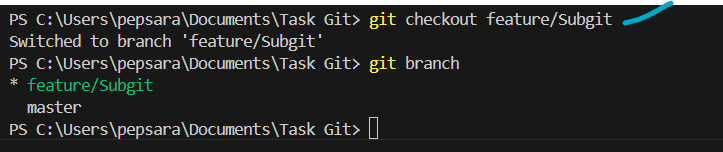 PS C:\Users\pepsara\Documents\Task Git> git checkout feature/Subgit
Switched to branch 'feature/Subgit'
PS C:\Users\pepsara\Documents\Task Git> git branch
* feature/Subgit
  master
PS C:\Users\pepsara\Documents\Task Git>